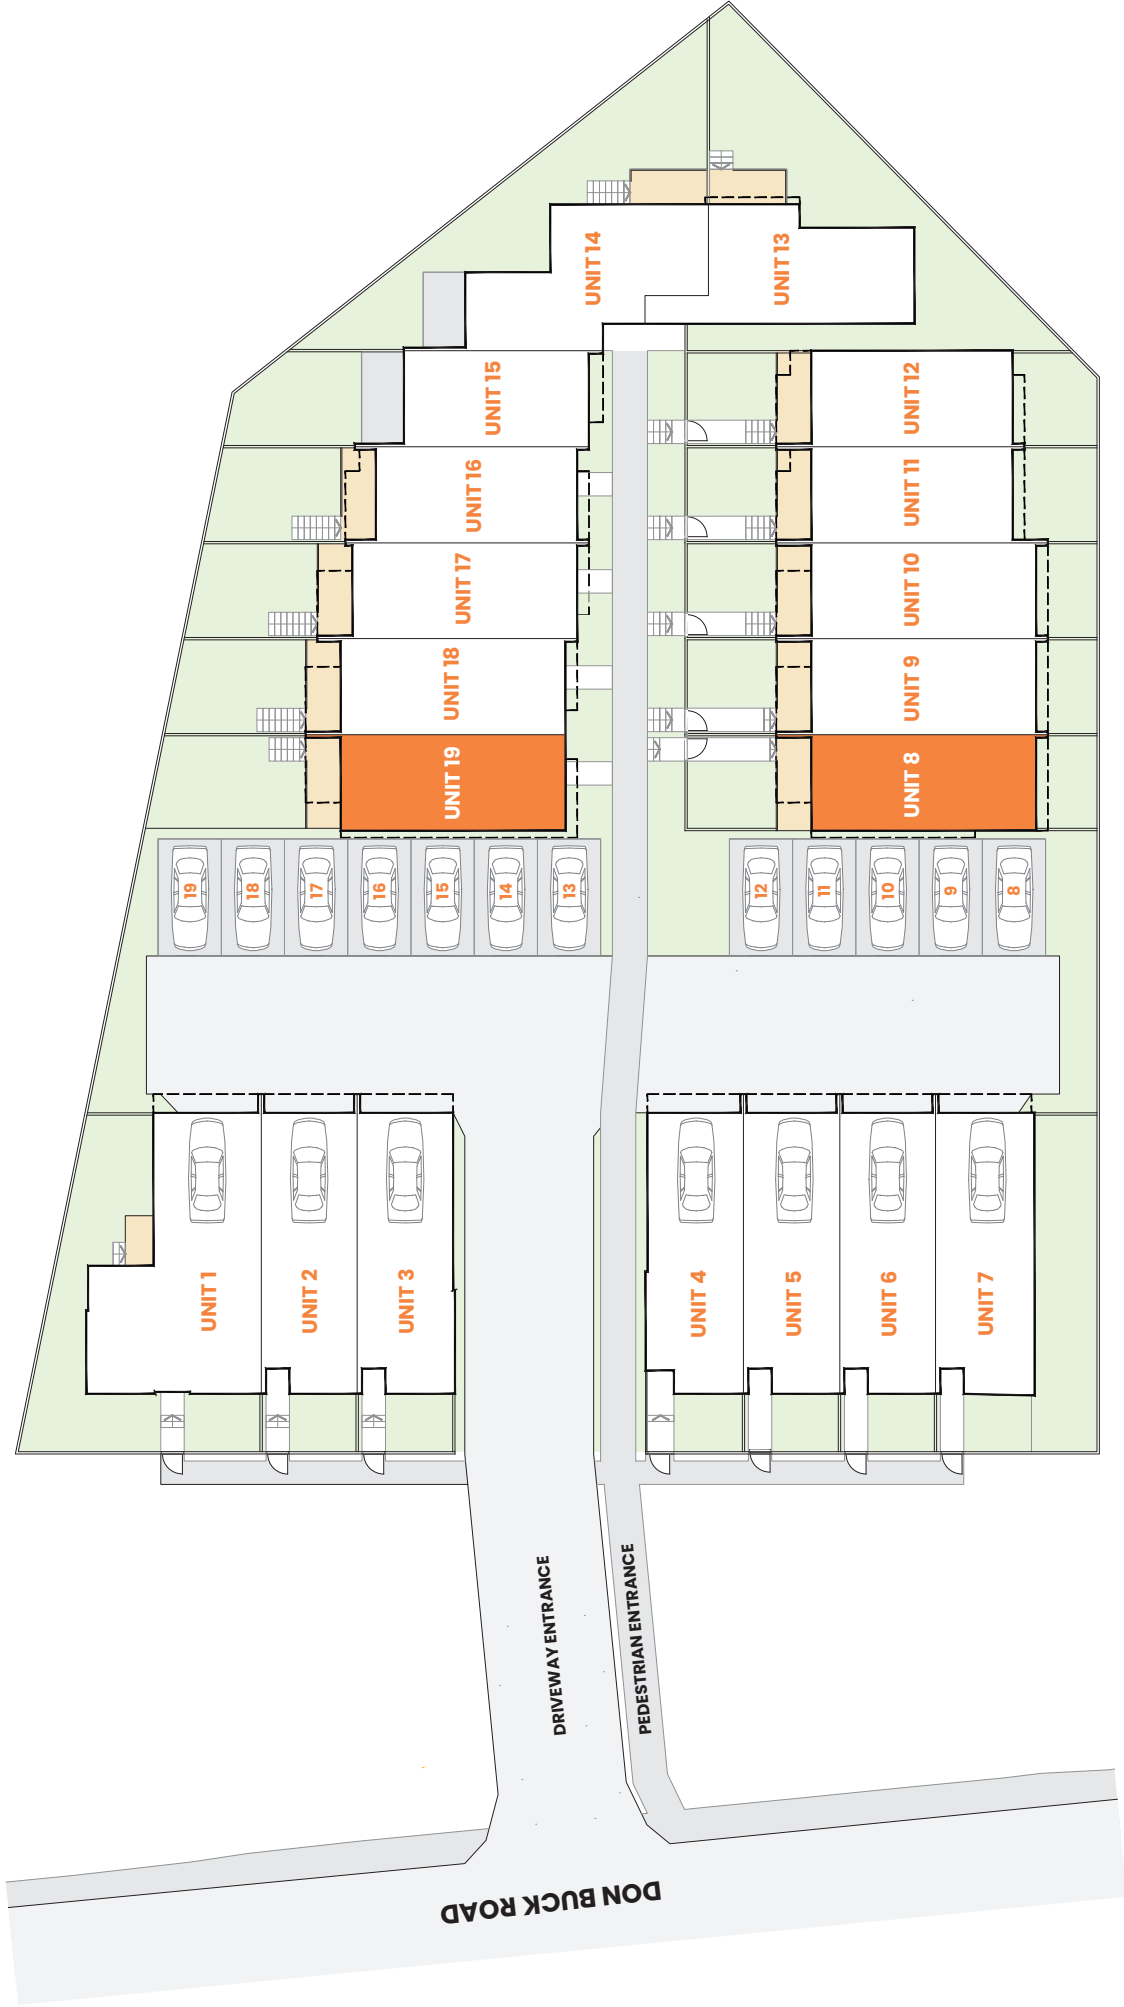 UNIT 14
UNIT 13
UNIT 15
UNIT 12
UNIT 16
UNIT 11
UNIT 17
UNIT 10
UNIT 18
UNIT 9
UNIT 19
UNIT 8
19
18
17
16
15
14
13
12
11
10
9
8
UNIT 1
UNIT 2
UNIT 3
UNIT 4
UNIT 5
UNIT 6
UNIT 7
DRIVEWAY ENTRANCE
PEDESTRIAN ENTRANCE
DON BUCK ROAD